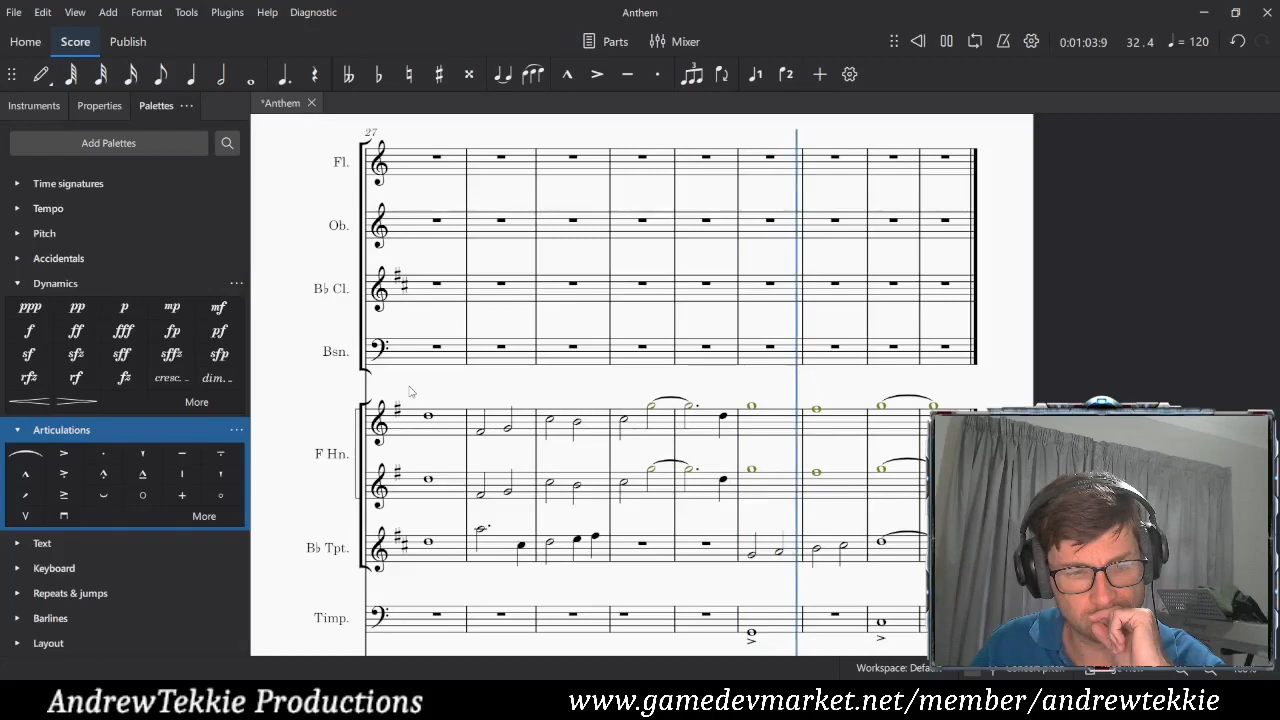 File Edit View Add Format Tools Plugins Help Diagnostic
Anthem
Home Score Publish
Parts Mixer
0:01:03:9 32.4 = 120
3
1 2
Instruments Properties Palettes
*Anthem
Add Palettes
Time signatures
Tempo
Pitch
Accidentals
Dynamics
ppp pp p mp mf
f ff fff fp pf
sf sfz sff sffz sfp
rfz rf fz cresc. dim.
More
Articulations
More
Text
Keyboard
Repeats & jumps
Barlines
Layout
27
Fl.
Ob.
B♭ Cl.
Bsn.
F Hn.
B♭ Tpt.
Timp.
Workspace: Default
AndrewTekkie Productions
www.gamedevmarket.net/member/andrewtekkie